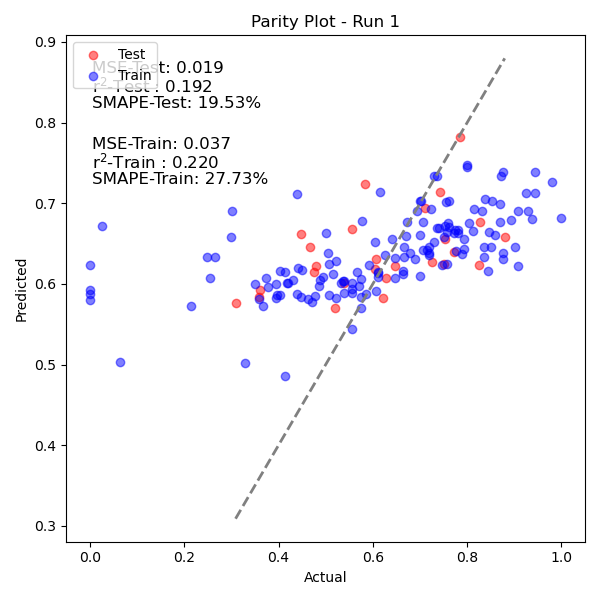 Parity Plot - Run 1
Test
Train
MSE-Test: 0.019
r²-Test : 0.192
SMAPE-Test: 19.53%
MSE-Train: 0.037
r²-Train : 0.220
SMAPE-Train: 27.73%
Predicted
0.9
0.8
0.7
0.6
0.5
0.4
0.3
0.0
0.2
0.4
0.6
0.8
1.0
Actual